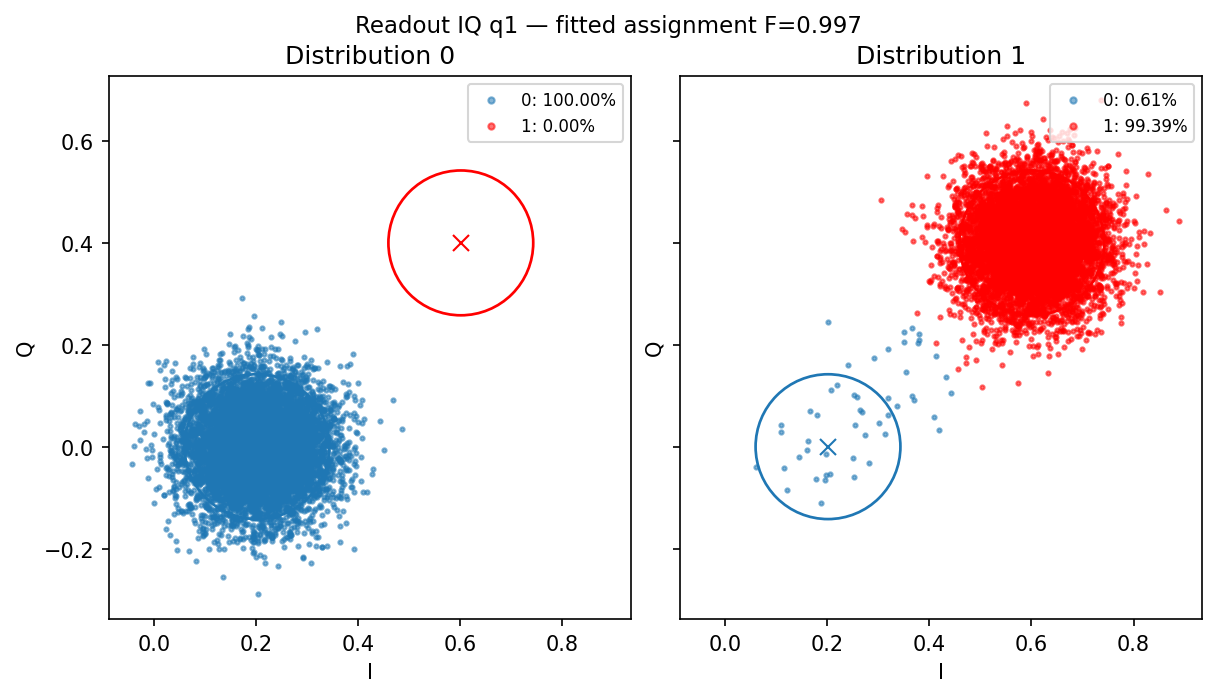 Readout IQ q1 — fitted assignment F=0.997
Distribution 0
Distribution 1
0: 100.00%
1: 0.00%
0: 0.61%
1: 99.39%
Q
0.6
0.4
0.2
0.0
−0.2
0.0 0.2 0.4 0.6 0.8
I
Q
0.0 0.2 0.4 0.6 0.8
I